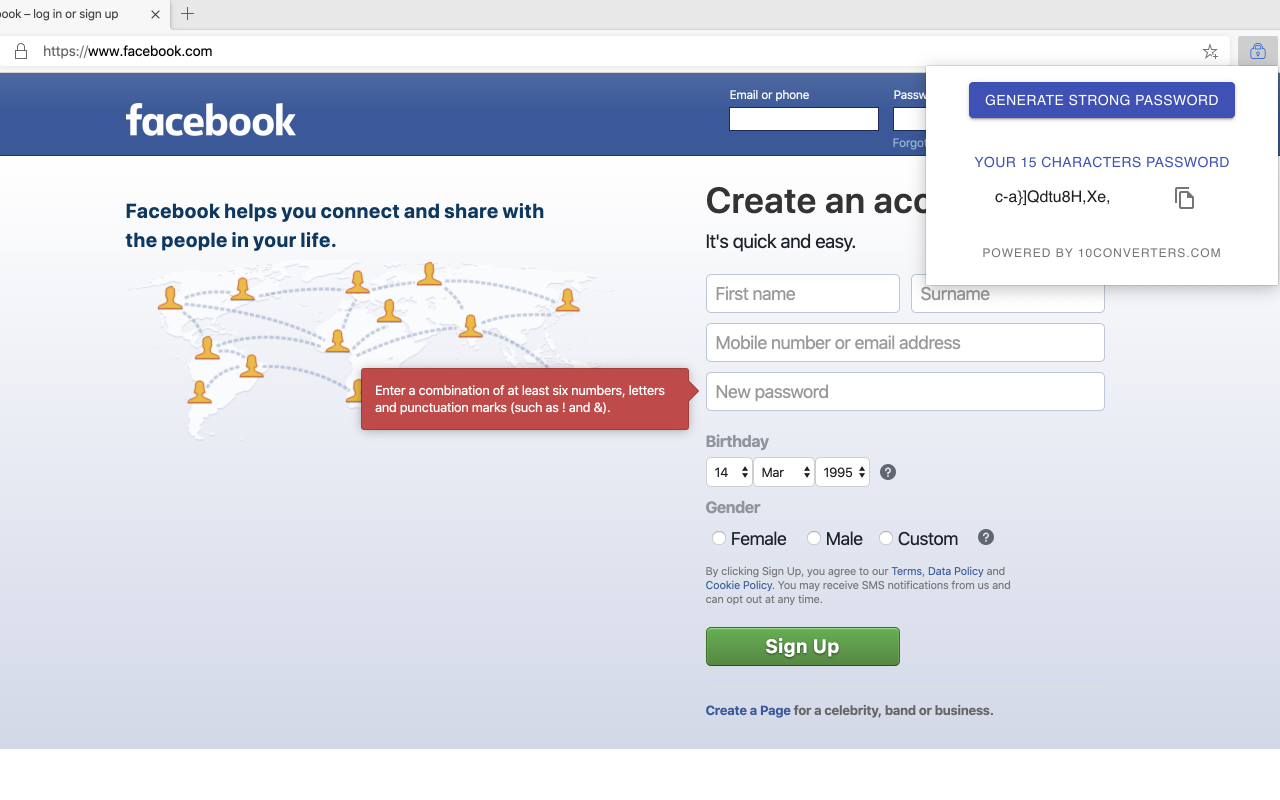 ook – log in or sign up
https://www.facebook.com
GENERATE STRONG PASSWORD
YOUR 15 CHARACTERS PASSWORD
c-a}]Qdtu8H,Xe,
POWERED BY 10CONVERTERS.COM
facebook
Email or phone
Passw
Forgot
Facebook helps you connect and share with
the people in your life.
Create an acc
It's quick and easy.
First name
Surname
Mobile number or email address
Enter a combination of at least six numbers, letters
and punctuation marks (such as ! and &).
New password
Birthday
14
Mar
1995
?
Gender
Female
Male
Custom
?
By clicking Sign Up, you agree to our Terms, Data Policy and
Cookie Policy. You may receive SMS notifications from us and
can opt out at any time.
Sign Up
Create a Page for a celebrity, band or business.